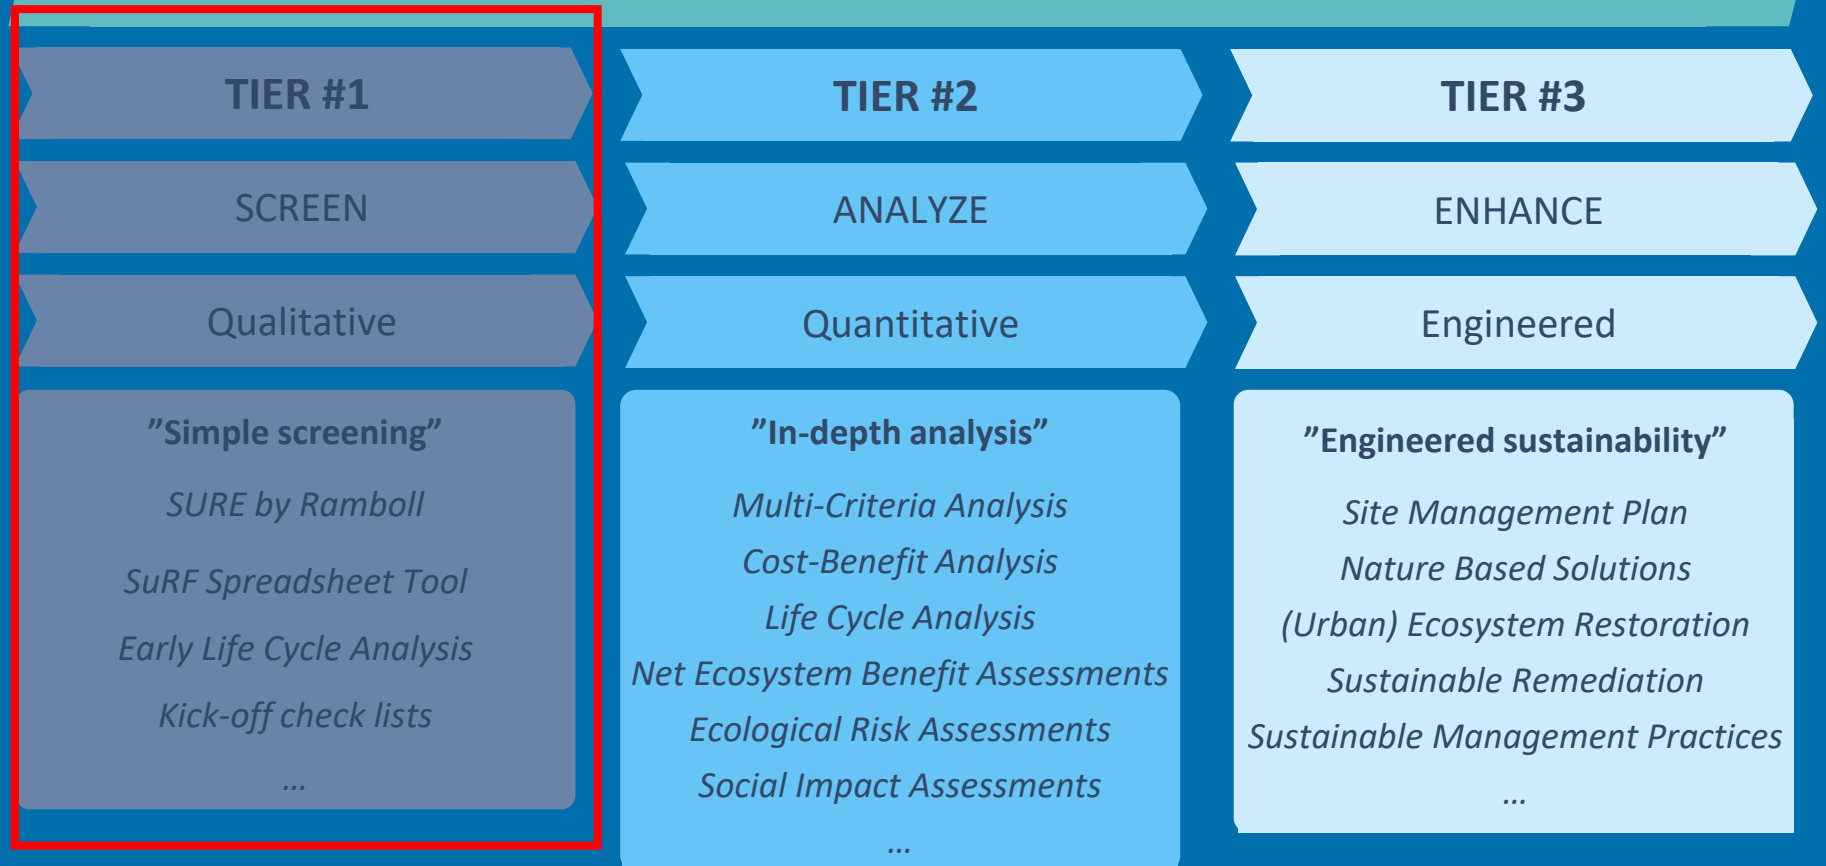 TIER #1
SCREEN
Qualitative
”Simple screening”
SURE by Ramboll
SuRF Spreadsheet Tool
Early Life Cycle Analysis
Kick-off check lists
...
TIER #2
ANALYZE
Quantitative
”In-depth analysis”
Multi-Criteria Analysis
Cost-Benefit Analysis
Life Cycle Analysis
Net Ecosystem Benefit Assessments
Ecological Risk Assessments
Social Impact Assessments
...
TIER #3
ENHANCE
Engineered
”Engineered sustainability”
Site Management Plan
Nature Based Solutions
(Urban) Ecosystem Restoration
Sustainable Remediation
Sustainable Management Practices
...